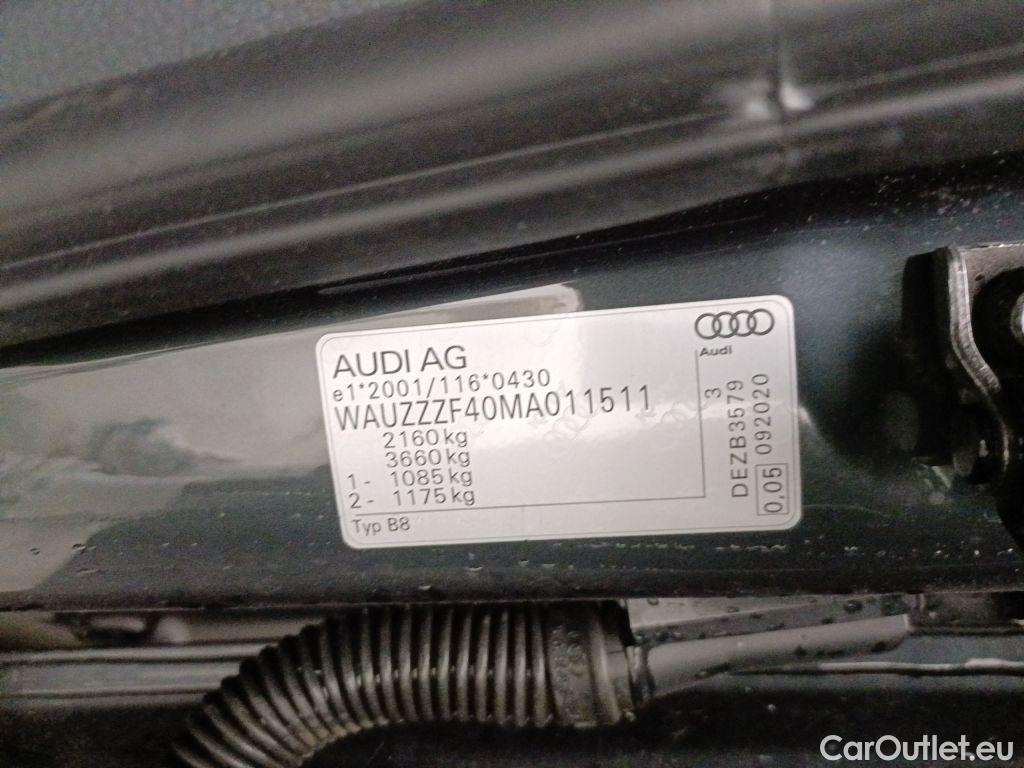 AUDI AG
e1*2001/116*0430
WAUZZZF40MA011511
2160 kg
3660 kg
1 - 1085 kg
2 - 1175 kg
Typ B8
Audi
3
DEZB3579
0,05 092020
CarOutlet.eu